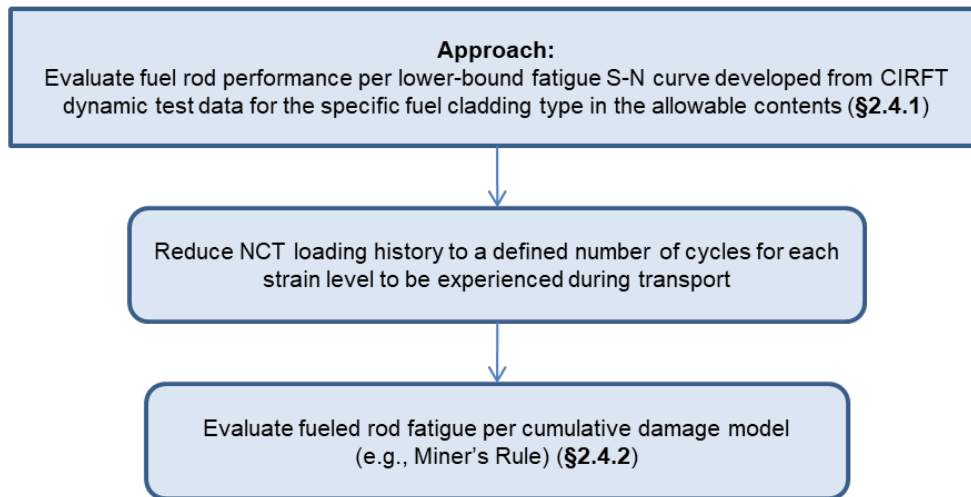 Approach:
Evaluate fuel rod performance per lower-bound fatigue S-N curve developed from CIRFT
dynamic test data for the specific fuel cladding type in the allowable contents (§2.4.1)
Reduce NCT loading history to a defined number of cycles for each
strain level to be experienced during transport
Evaluate fueled rod fatigue per cumulative damage model
(e.g., Miner’s Rule) (§2.4.2)